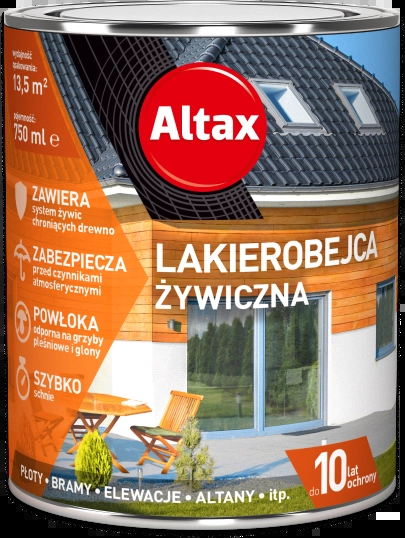 wydajność
opakowania:
13,5 m²
pojemność:
750 ml e
Altax
ZAWIERA
system żywic
chroniących drewno
ZABEZPIECZA
przed czynnikami
atmosferycznymi
POWŁOKA
odporna na grzyby
pleśniowe i glony
SZYBKO
schnie
LAKIEROBEJCA
ŻYWICZNA
PŁOTY • BRAMY • ELEWACJE • ALTANY • itp.
do 10 lat
ochrony